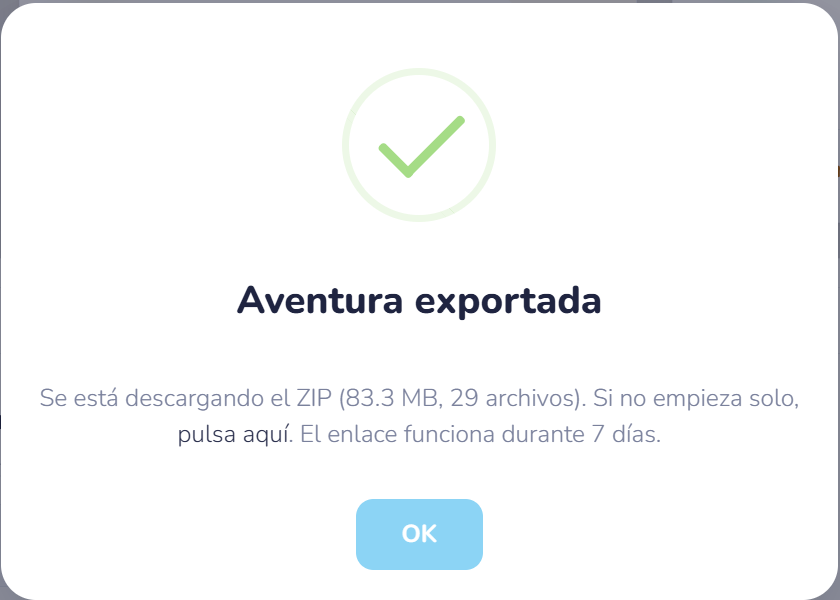 Aventura exportada
Se está descargando el ZIP (83.3 MB, 29 archivos). Si no empieza solo,
pulsa aquí. El enlace funciona durante 7 días.
OK